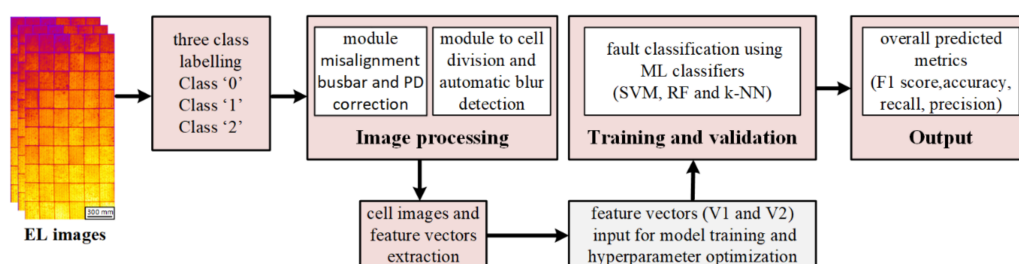 300 mm
EL images
three class
labelling
Class ‘0’
Class ‘1’
Class ‘2’
module
misalignment
busbar and PD
correction
module to cell
division and
automatic blur
detection
Image processing
cell images and
feature vectors
extraction
feature vectors (V1 and V2)
input for model training and
hyperparameter optimization
fault classification using
ML classifiers
(SVM, RF and k-NN)
Training and validation
overall predicted
metrics
(F1 score,accuracy,
recall, precision)
Output